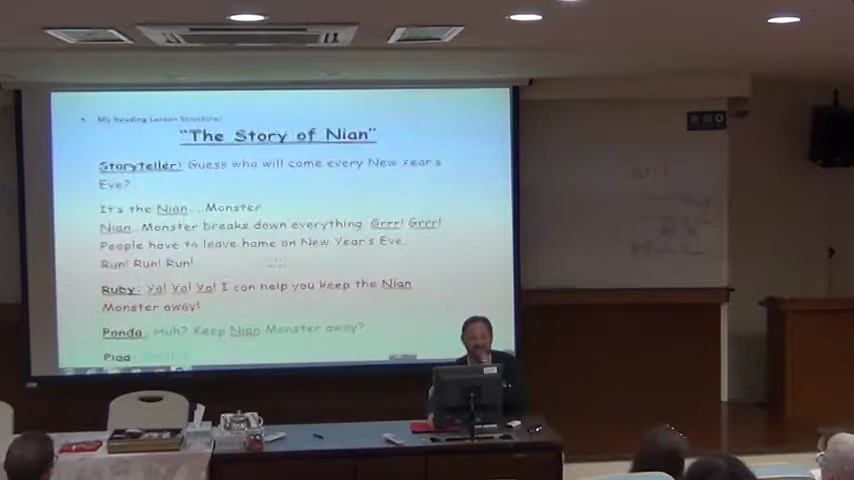 My Reading Lesson Structure:
"The Story of Nian"
Storyteller: Guess who will come every New Year's
Eve?
It's the Nian....Monster
Nian...Monster breaks down everything. Grrr! Grrr!
People have to leave home on New Year's Eve.
Run! Run! Run!
Ruby: Yo! Yo! Yo! I can help you keep the Nian
Monster away!
Panda: Huh? Keep Nian Monster away?